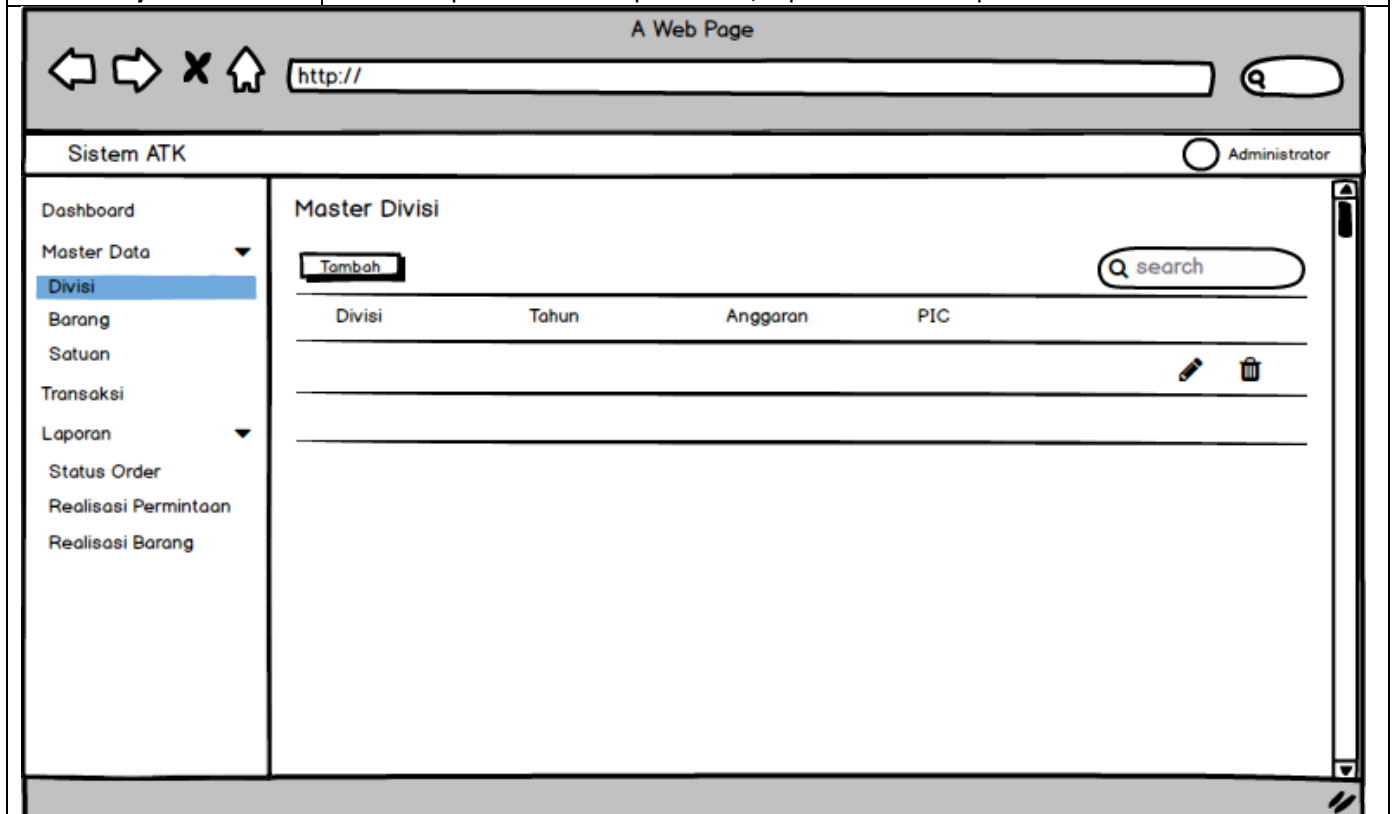 A Web Page
http://
Sistem ATK
Administrator
Dashboard
Master Data
Divisi
Barang
Satuan
Transaksi
Laporan
Status Order
Realisasi Permintaan
Realisasi Barang
Master Divisi
Tambah
search
Divisi Tahun Anggaran PIC